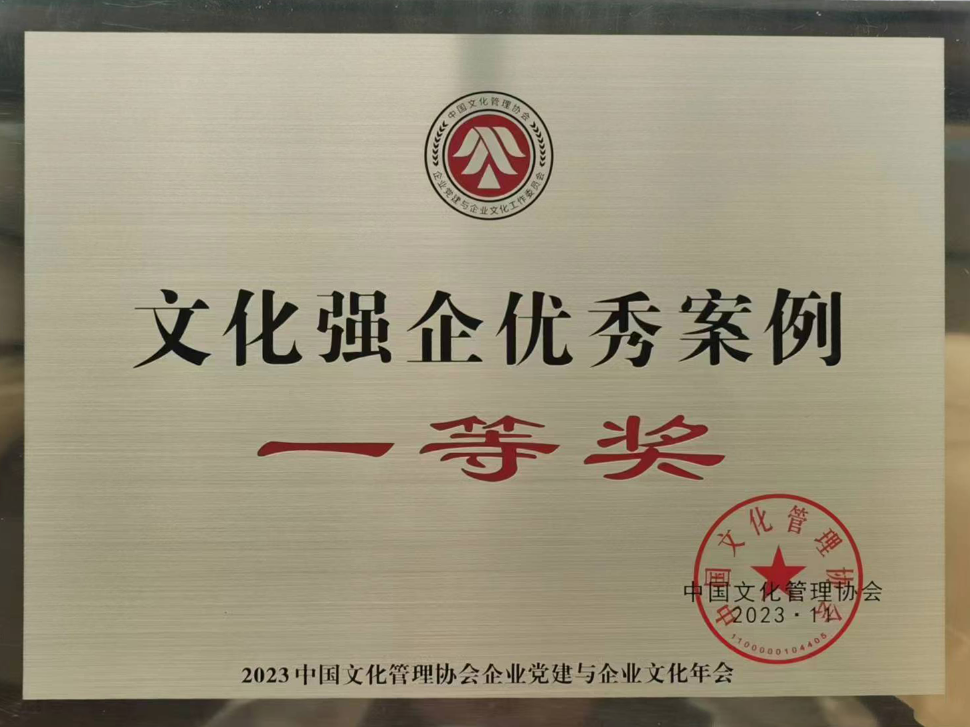 中国文化管理协会
企业党建与企业文化工作委员会
文化强企优秀案例
一等奖
中国文化管理协会
中国文化管理协会
2023·11
1100000104405
2023中国文化管理协会企业党建与企业文化年会